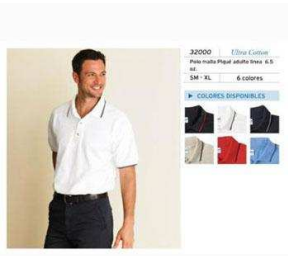 32000 Ultra Cotton
Polo malla Piqué adulto línea 6.5
oz.
SM - XL 6 colores
► COLORES DISPONIBLES